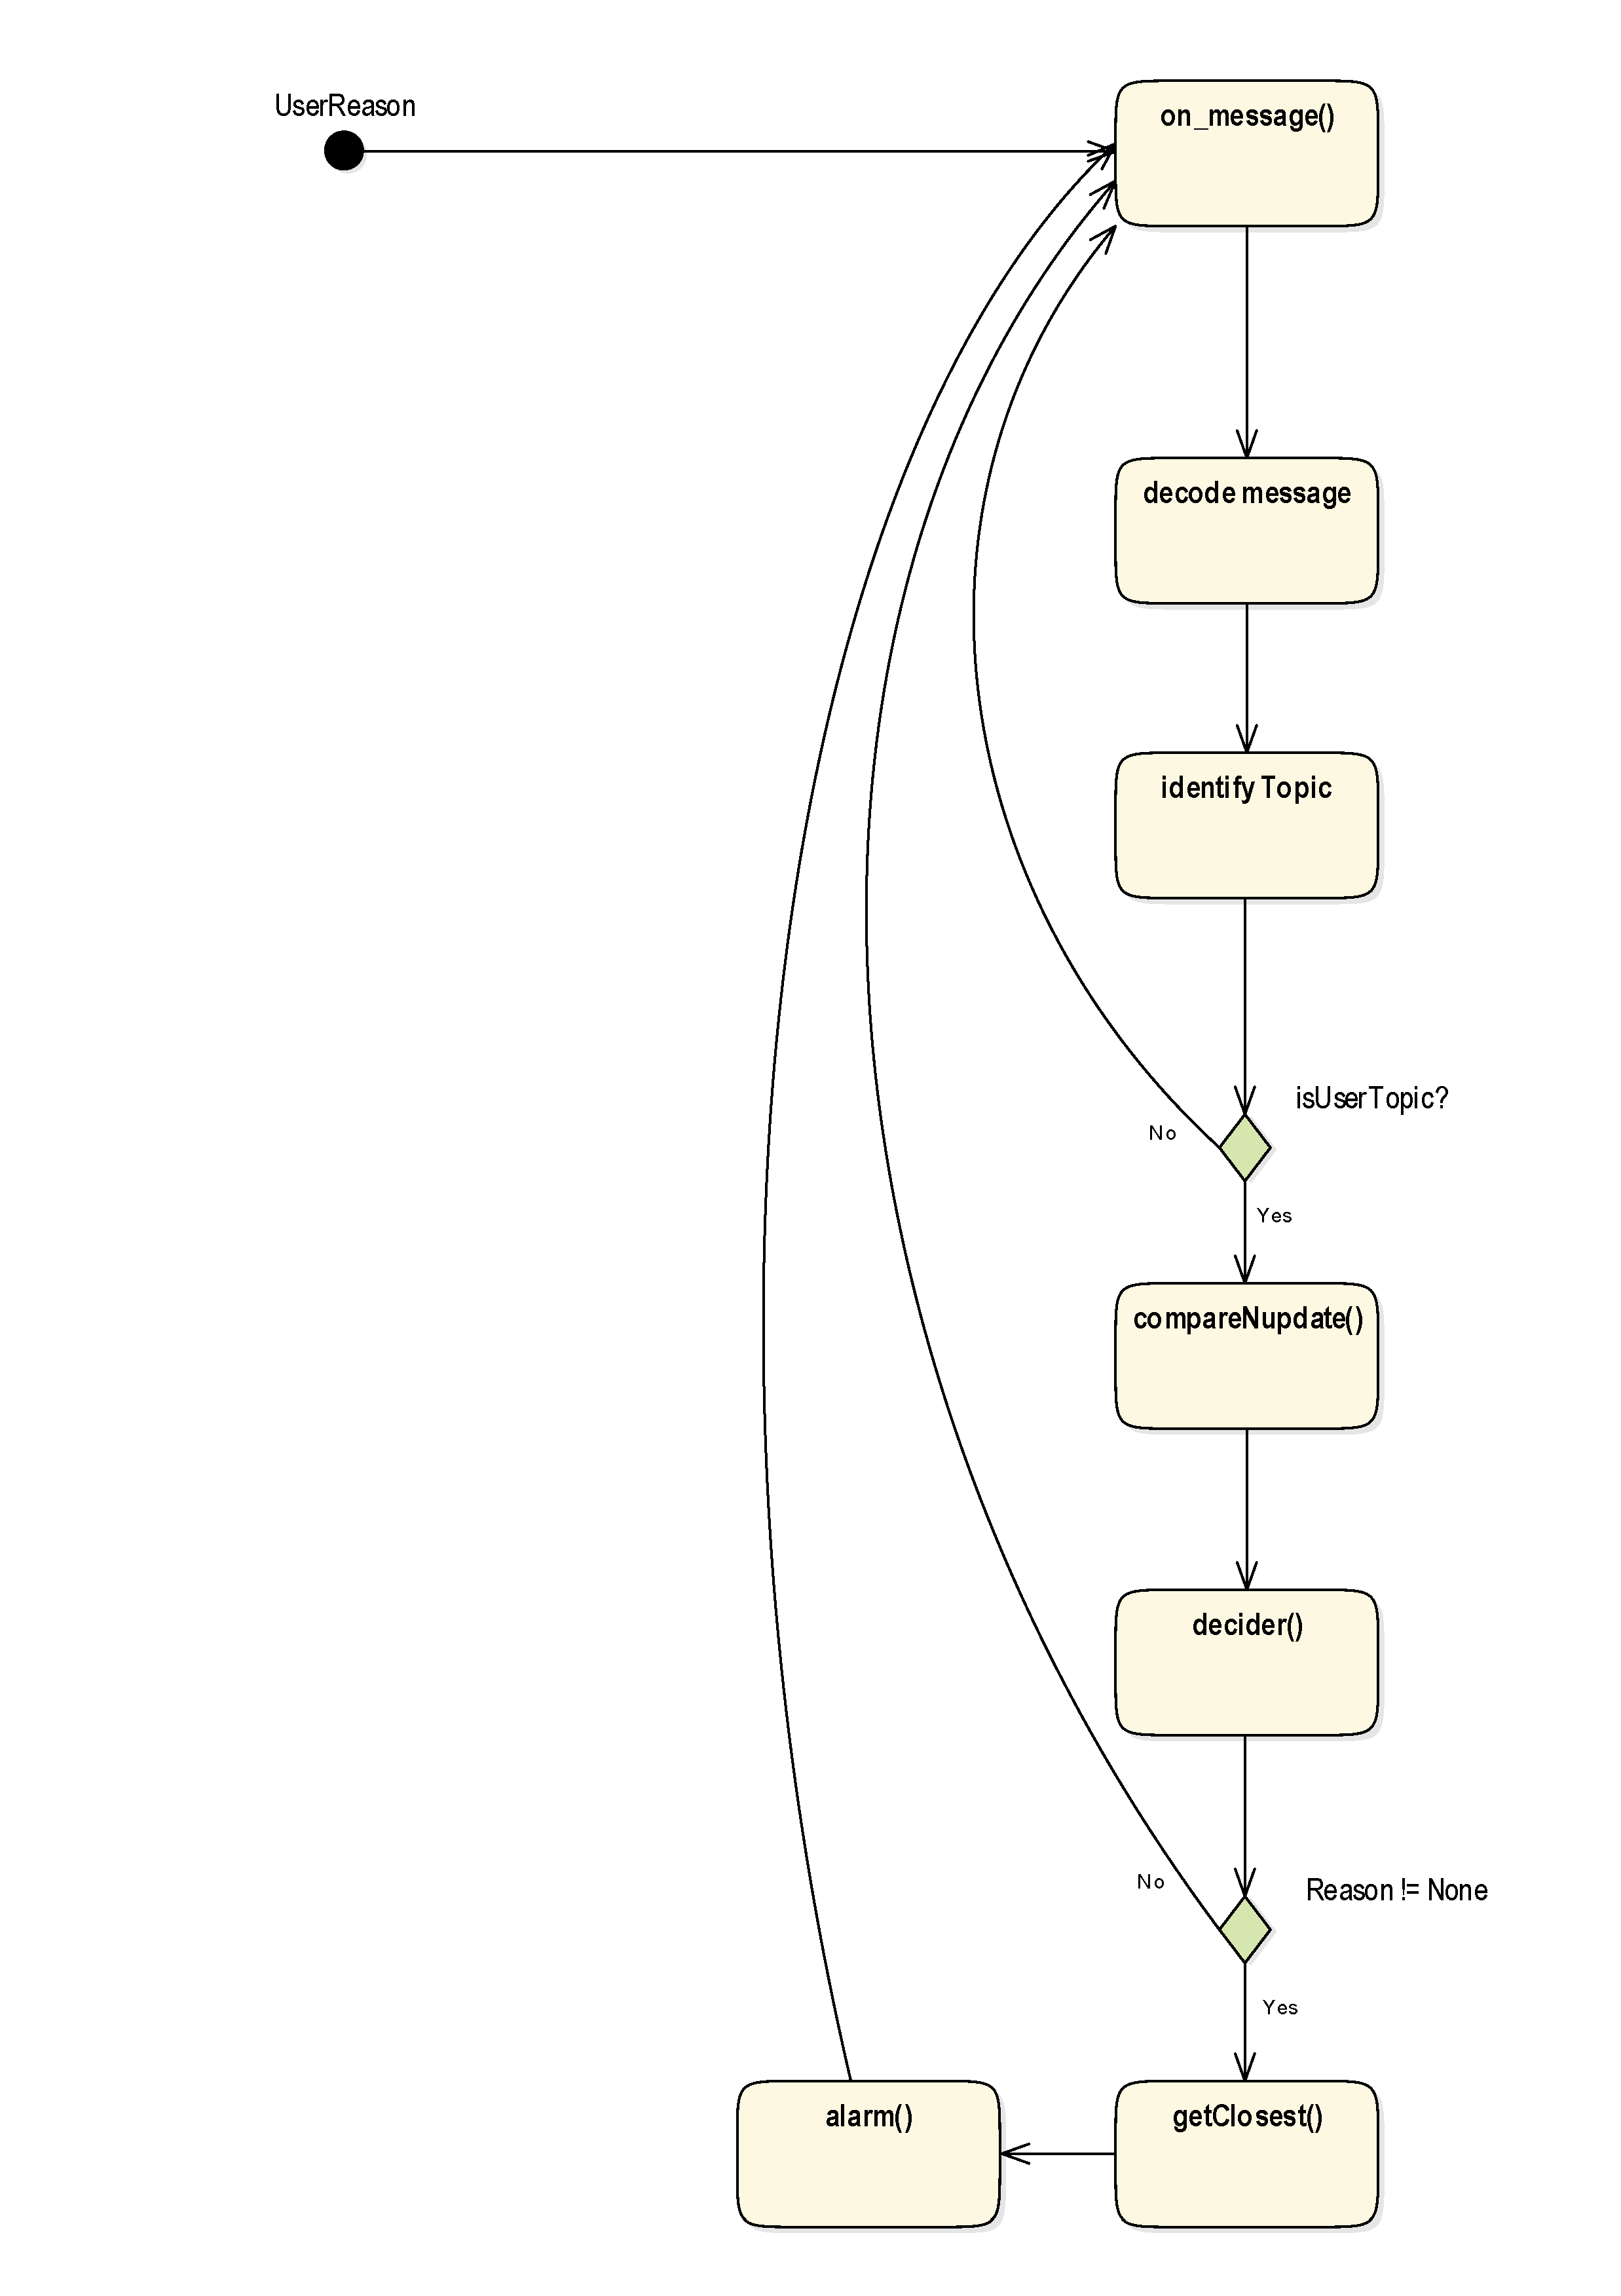 UserReason
on_message()
decode message
identify Topic
isUserTopic?
No
Yes
compareNupdate()
decider()
No
Reason != None
Yes
alarm()
getClosest()